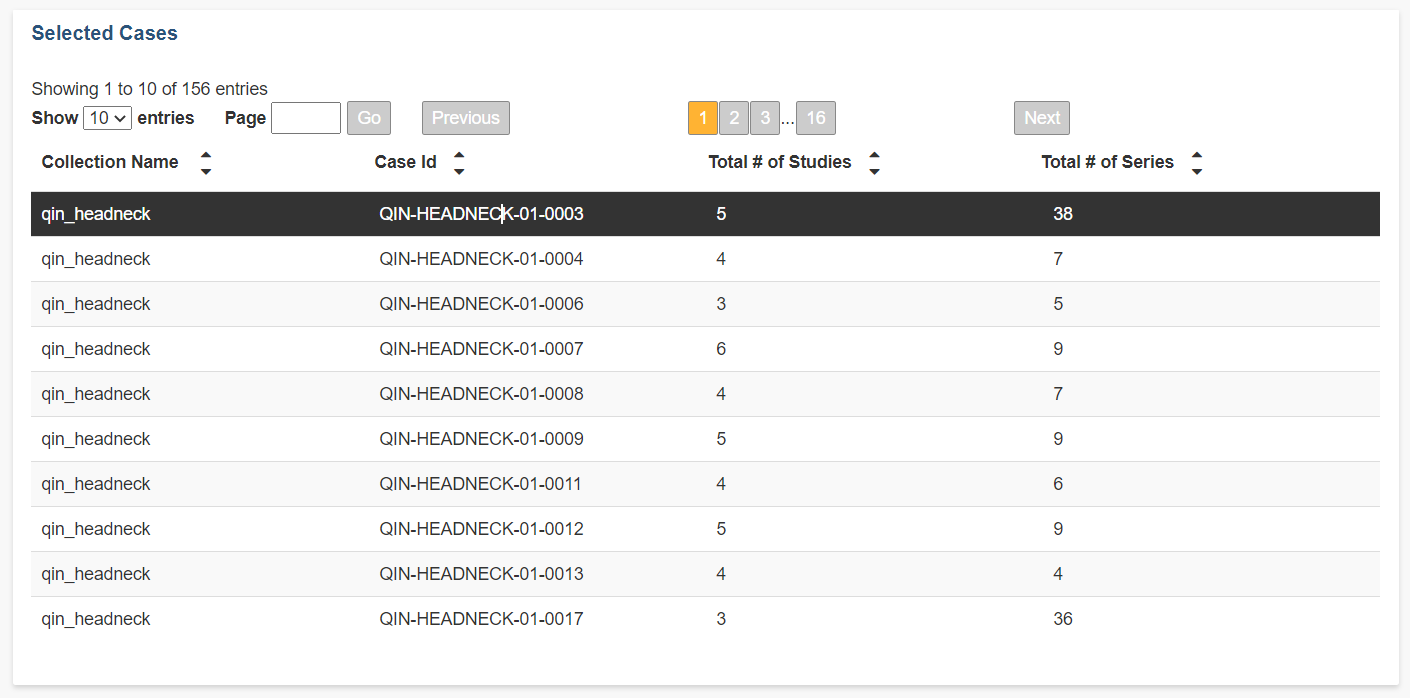 Selected Cases
Showing 1 to 10 of 156 entries
Show 10 entries Page Go Previous 1 2 3 ... 16 Next
Collection Name Case Id Total # of Studies Total # of Series
qin_headneck QIN-HEADNECK-01-0003 5 38
qin_headneck QIN-HEADNECK-01-0004 4 7
qin_headneck QIN-HEADNECK-01-0006 3 5
qin_headneck QIN-HEADNECK-01-0007 6 9
qin_headneck QIN-HEADNECK-01-0008 4 7
qin_headneck QIN-HEADNECK-01-0009 5 9
qin_headneck QIN-HEADNECK-01-0011 4 6
qin_headneck QIN-HEADNECK-01-0012 5 9
qin_headneck QIN-HEADNECK-01-0013 4 4
qin_headneck QIN-HEADNECK-01-0017 3 36